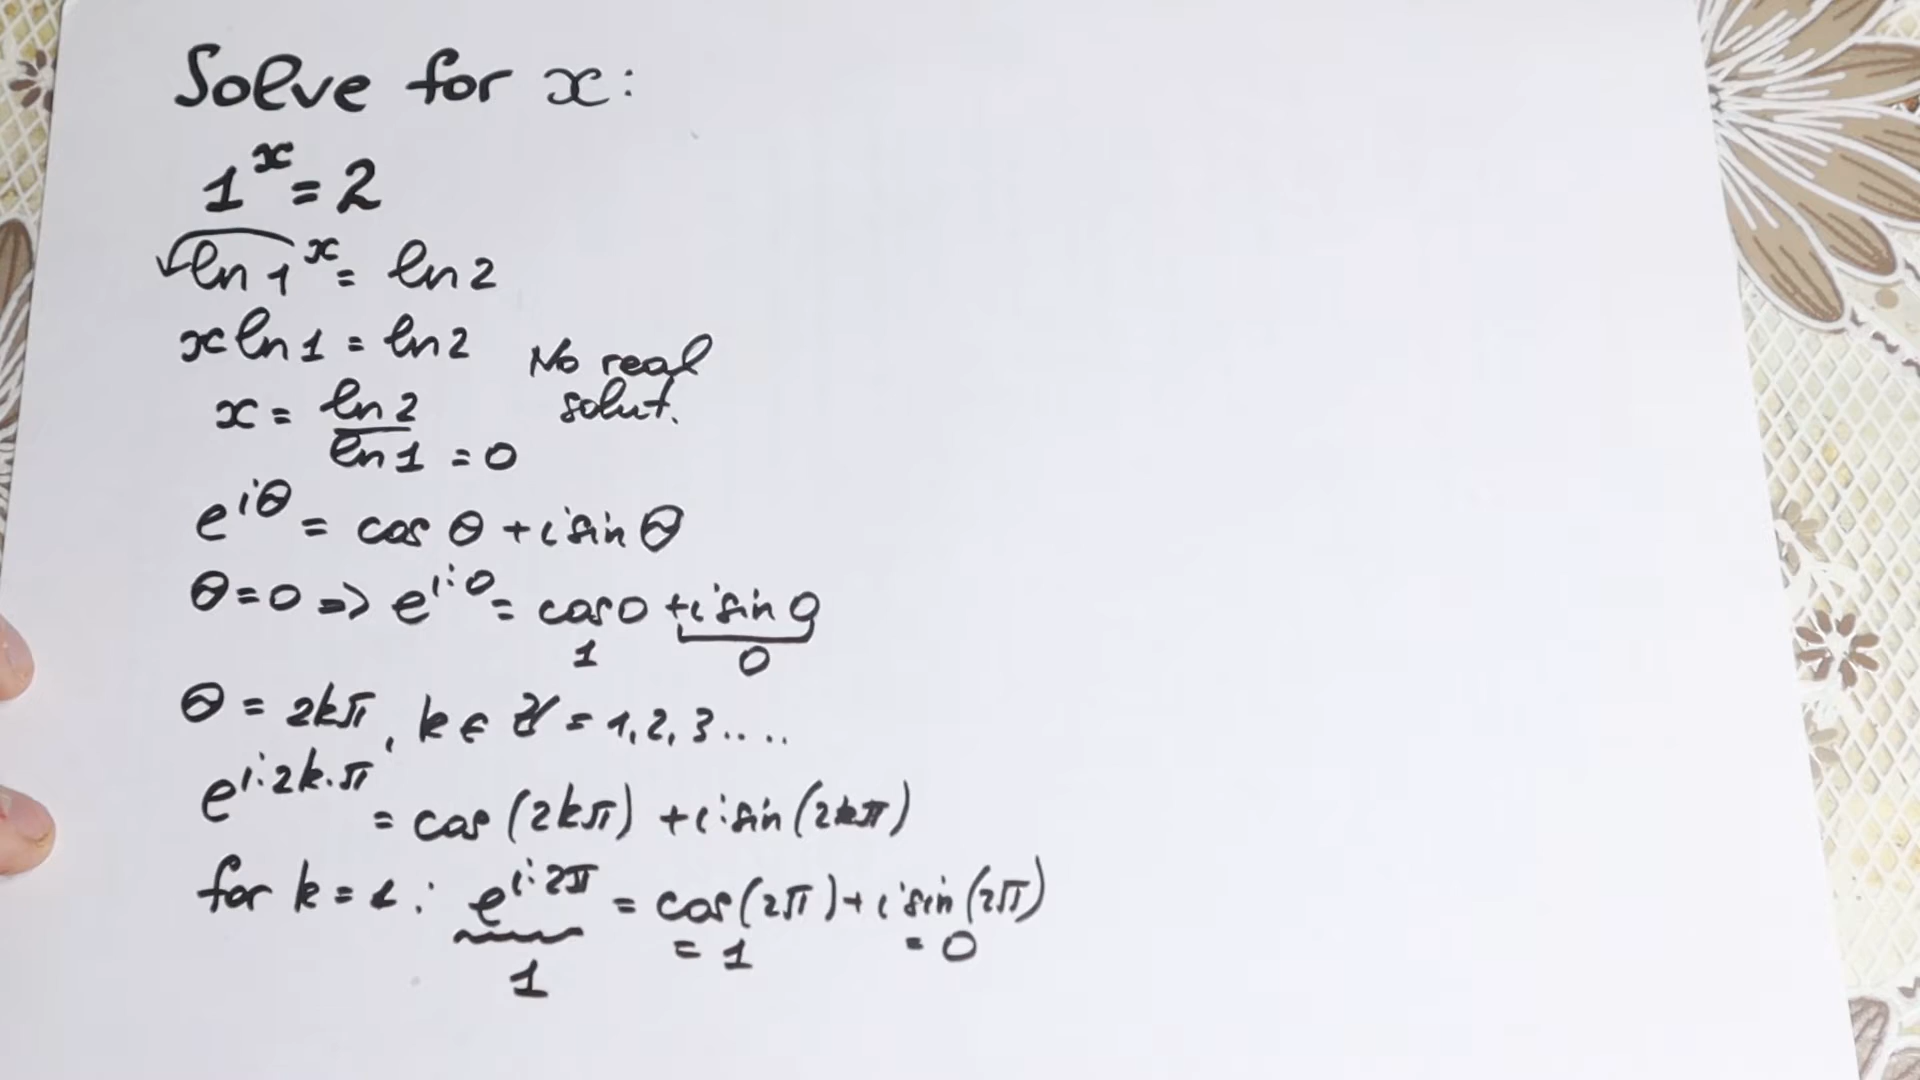 Solve for x:
1^x = 2
ln 1^x = ln 2
x ln 1 = ln 2
No real
solut.
x = ln 2 / ln 1 = 0
e^iθ = cos θ + i sin θ
θ = 0 => e^i·0 = cos 0 + i sin 0
1 0
θ = 2kπ, k ∈ Z = 1, 2, 3 ....
e^i·2k·π = cos (2kπ) + i·sin (2kπ)
for k = 1 : e^i·2π = cos (2π) + i sin (2π)
= 1 = 0
1